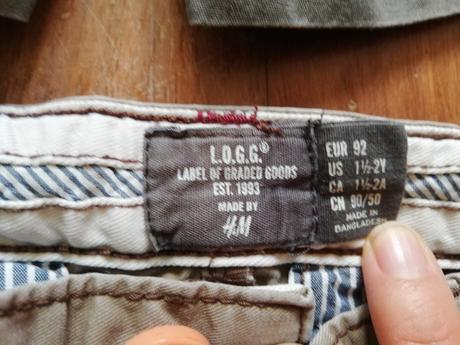 L.O.G.G.®
LABEL OF GRADED GOODS
EST. 1993
MADE BY
H&M
EUR 92
US 1½-2Y
CA 1½-2A
CN 90/50
MADE IN
BANGLADESH